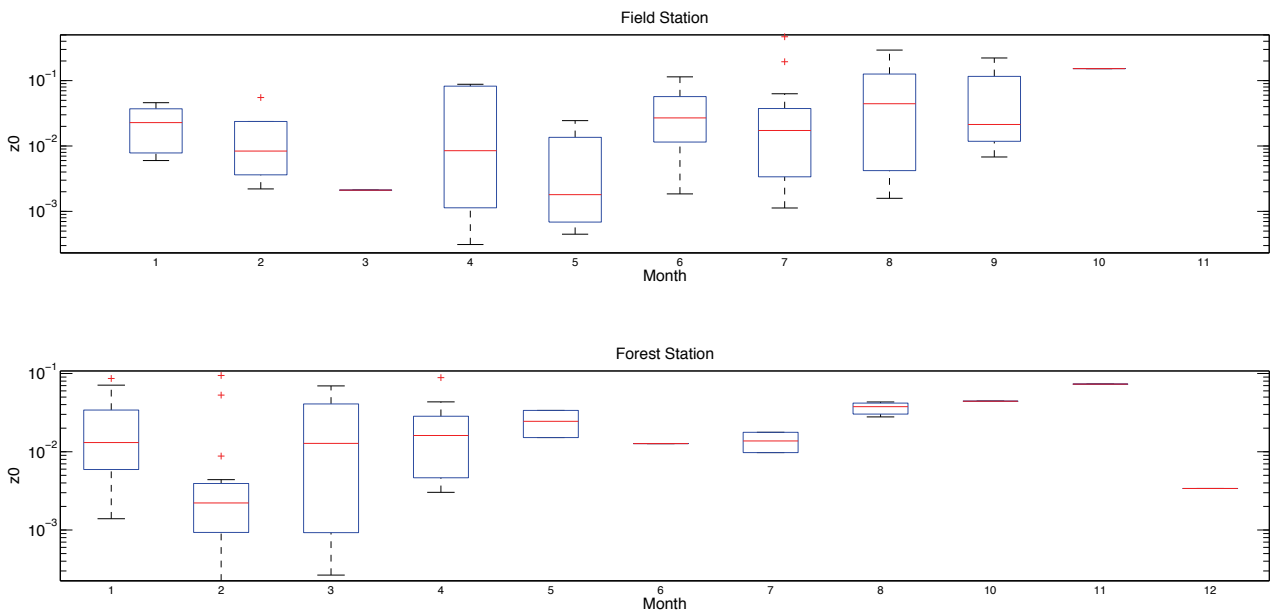 Field Station
z0
10⁻¹
10⁻²
10⁻³
1 2 3 4 5 6 7 8 9 10 11
Month
Forest Station
z0
10⁻¹
10⁻²
10⁻³
1 2 3 4 5 6 7 8 10 11 12
Month